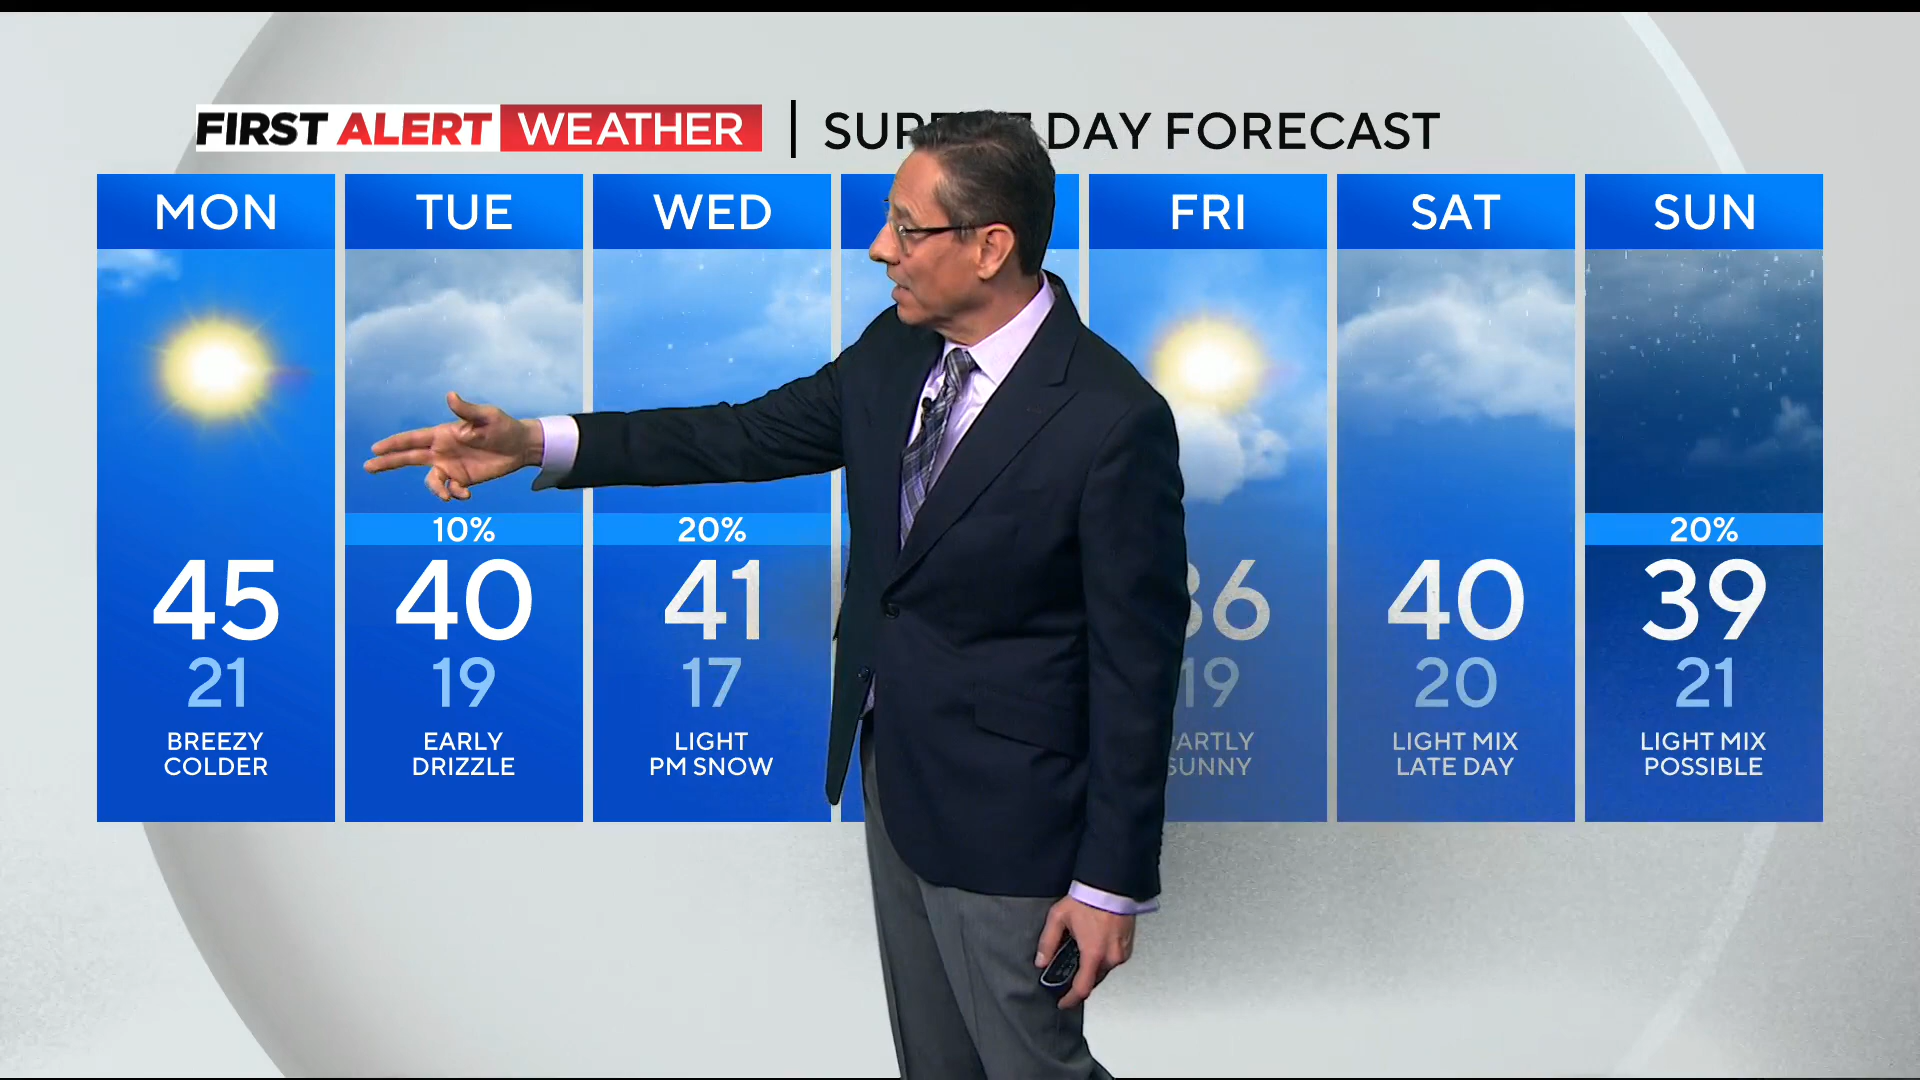 FIRST ALERT WEATHER | DAY FORECAST
MON
TUE
WED
FRI
SAT
SUN
10%
20%
20%
45
40
41
40
39
21
19
17
19
20
21
BREEZY
COLDER
EARLY
DRIZZLE
LIGHT
PM SNOW
LIGHT MIX
LATE DAY
LIGHT MIX
POSSIBLE